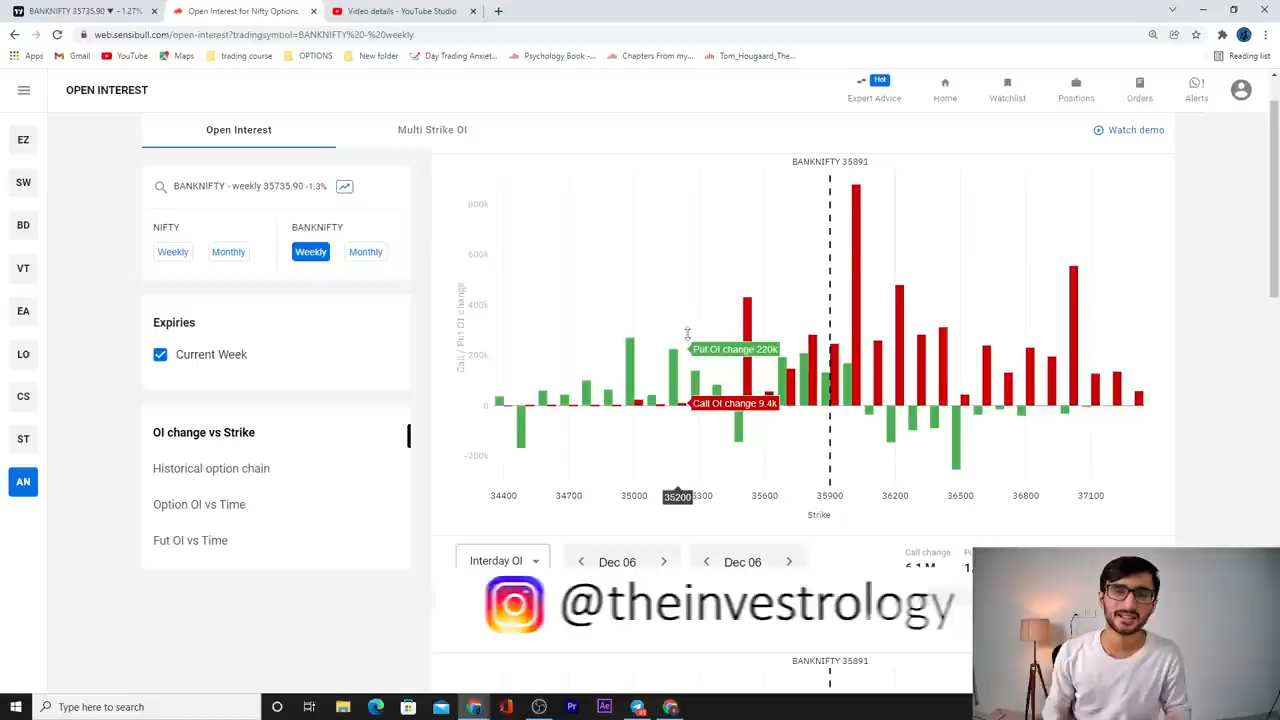 BANKNIFTY 35735.90 ▼ −1.27%
Open Interest for Nifty Options,
Video details - YouTube Studio
web.sensibull.com/open-interest?tradingsymbol=BANKNIFTY%20-%20weekly
Apps
Gmail
YouTube
Maps
trading course
OPTIONS
New folder
Day Trading Anxiet...
Psychology Book -...
Chapters From my...
Tom_Hougaard_The...
Reading list
OPEN INTEREST
Hot
Expert Advice
Home
Watchlist
Positions
Orders
Alerts
EZ
SW
BD
VT
EA
LO
CS
ST
AN
Open Interest
Multi Strike OI
Watch demo
BANKNIFTY - weekly 35735.90 -1.3%
NIFTY
BANKNIFTY
Weekly
Monthly
Weekly
Monthly
Expiries
Current Week
OI change vs Strike
Historical option chain
Option OI vs Time
Fut OI vs Time
BANKNIFTY 35891
Call / Put OI change
800k
600k
400k
200k
0
−200k
Put OI change 220k
Call OI change 9.4k
34400
34700
35000
35200
35600
35900
36200
36500
36800
37100
Strike
Interday OI
Dec 06
Dec 06
Call change
@theinvestrology
BANKNIFTY 35891
Type here to search